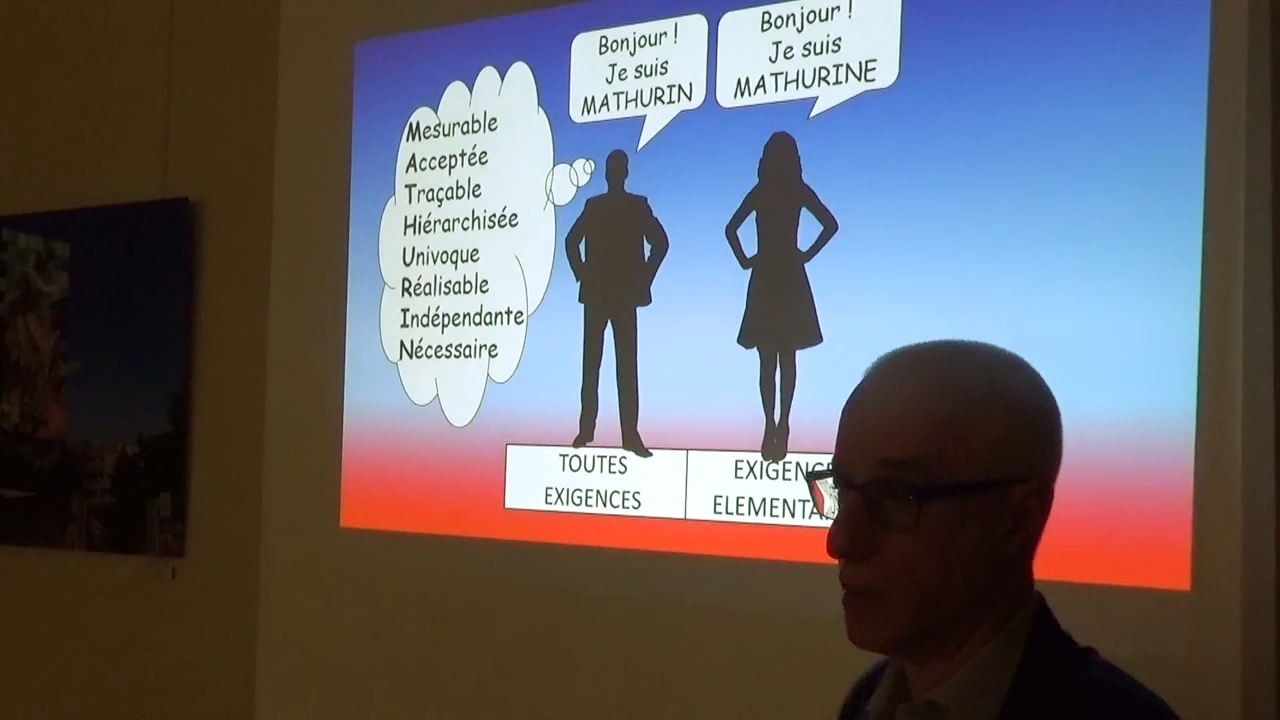 Bonjour !
Je suis
MATHURIN
Bonjour !
Je suis
MATHURINE
Mesurable
Acceptée
Traçable
Hiérarchisée
Univoque
Réalisable
Indépendante
Nécessaire
TOUTES
EXIGENCES